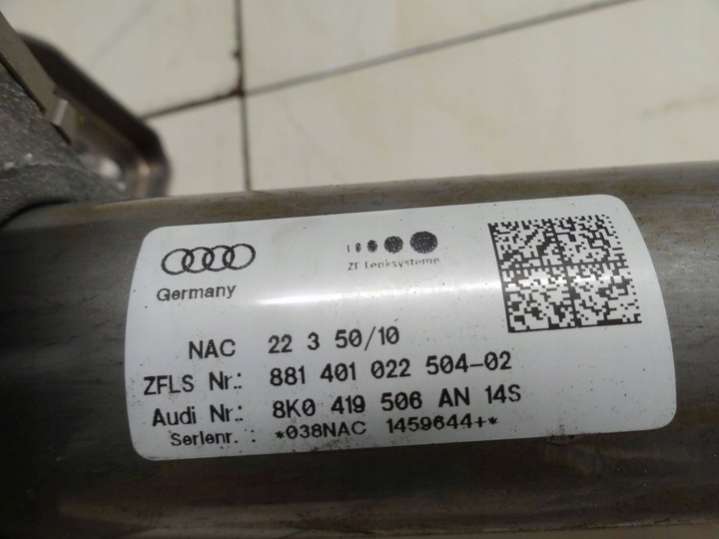 ZF Lenksysteme
Germany
NAC 22 3 50/10
ZFLS Nr.: 881 401 022 504-02
Audi Nr.: 8K0 419 506 AN 14S
Serienr. : *038NAC 1459644+*